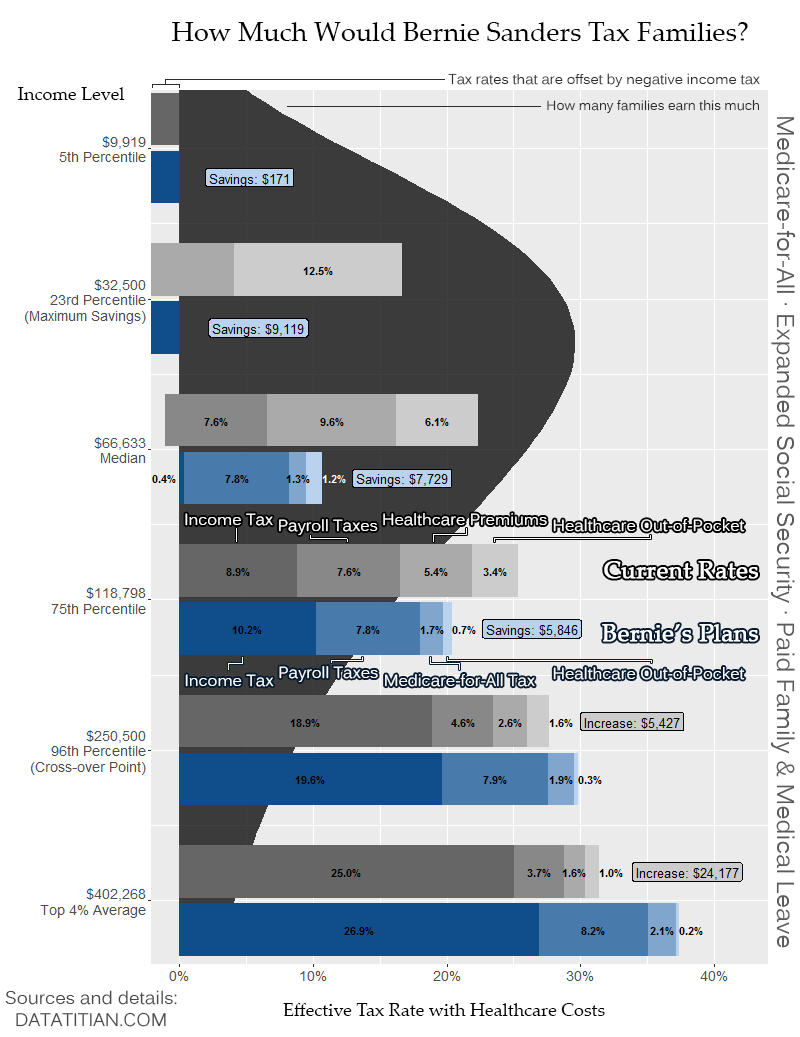 How Much Would Bernie Sanders Tax Families?
Tax rates that are offset by negative income tax
Income Level
How many families earn this much
$9,919
5th Percentile
Savings: $171
12.5%
$32,500
23rd Percentile
(Maximum Savings)
Savings: $9,119
7.6% 9.6% 6.1%
$66,633
Median
0.4% 7.8% 1.3% 1.2% Savings: $7,729
Income Tax Payroll Taxes Healthcare Premiums Healthcare Out-of-Pocket
8.9% 7.6% 5.4% 3.4% Current Rates
$118,798
75th Percentile
10.2% 7.8% 1.7% 0.7% Savings: $5,846 Bernie's Plans
Income Tax Payroll Taxes Medicare-for-All Tax Healthcare Out-of-Pocket
18.9% 4.6% 2.6% 1.6% Increase: $5,427
$250,500
96th Percentile
(Cross-over Point)
19.6% 7.9% 1.9% 0.3%
25.0% 3.7% 1.6% 1.0% Increase: $24,177
$402,268
Top 4% Average
26.9% 8.2% 2.1% 0.2%
0% 10% 20% 30% 40%
Effective Tax Rate with Healthcare Costs
Sources and details:
DATATITIAN.COM
Medicare-for-All · Expanded Social Security · Paid Family & Medical Leave